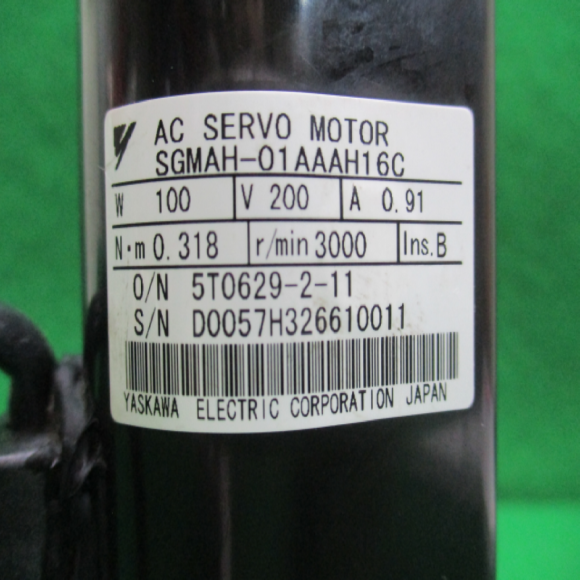 AC SERVO MOTOR
SGMAH-01AAAH16C
W 100 V 200 A 0.91
N·m 0.318 r/min 3000 Ins. B
O/N 5T0629-2-11
S/N D0057H326610011
YASKAWA ELECTRIC CORPORATION JAPAN